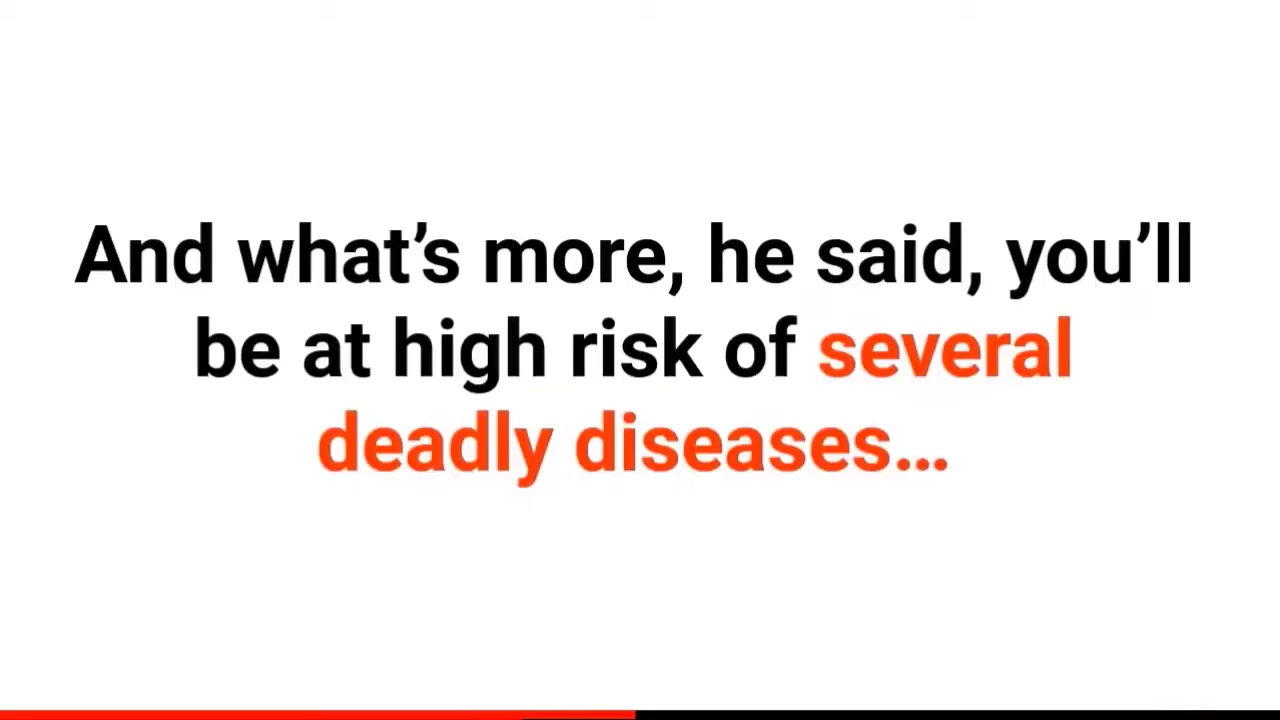 And what’s more, he said, you’ll
be at high risk of several
deadly diseases...